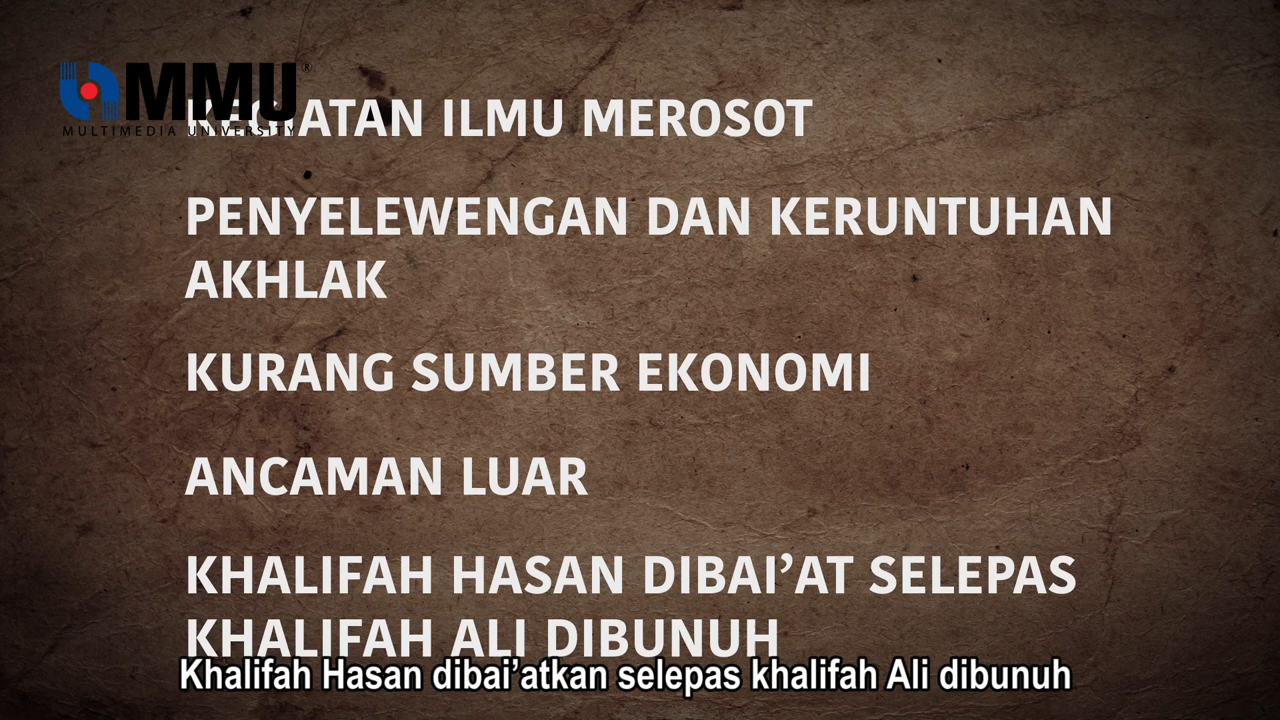 MMU®
MULTIMEDIA UNIVERSITY
ILMU MEROSOT
PENYELEWENGAN DAN KERUNTUHAN
AKHLAK
KURANG SUMBER EKONOMI
ANCAMAN LUAR
KHALIFAH HASAN DIBAI’AT SELEPAS
KHALIFAH ALI DIBUNUH
Khalifah Hasan dibai’atkan selepas khalifah Ali dibunuh